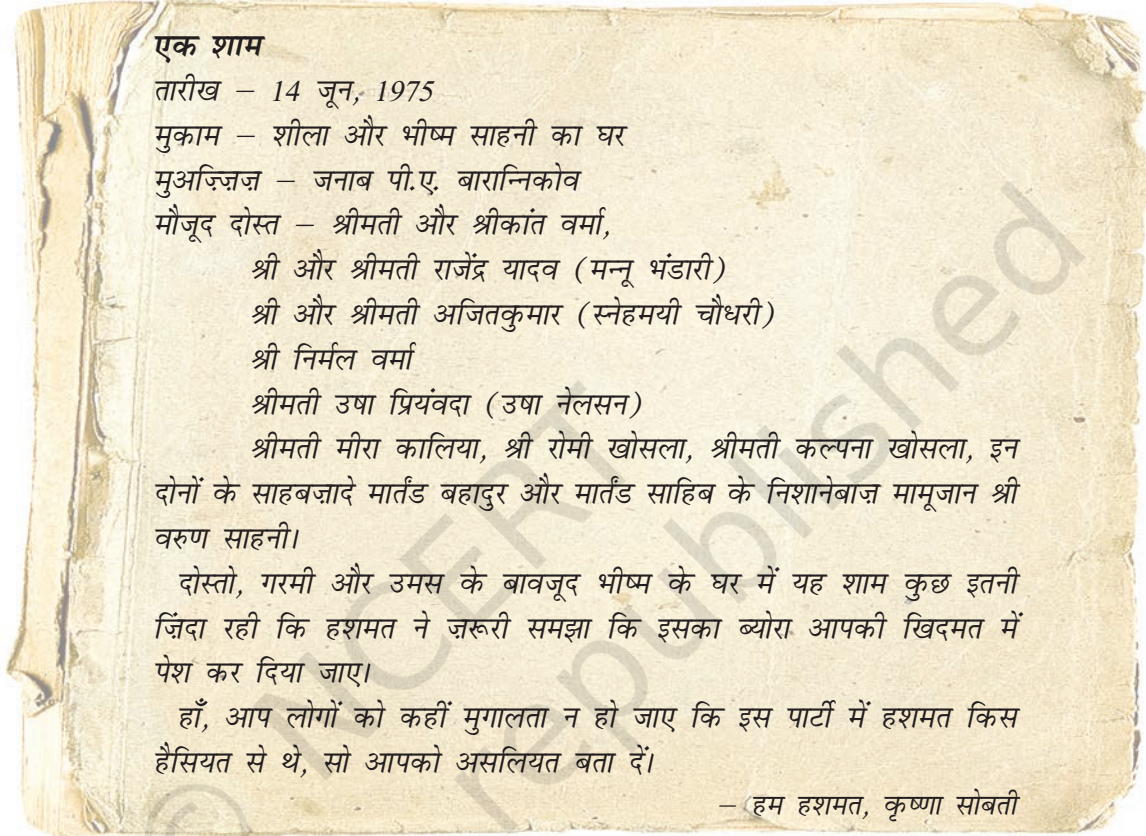 एक शाम
तारीख – 14 जून, 1975
मुकाम – शीला और भीष्म साहनी का घर
मुअज़्ज़िज़ – जनाब पी.ए. बारान्निकोव
मौजूद दोस्त – श्रीमती और श्रीकांत वर्मा,
श्री और श्रीमती राजेंद्र यादव (मन्नू भंडारी)
श्री और श्रीमती अजितकुमार (स्नेहमयी चौधरी)
श्री निर्मल वर्मा
श्रीमती उषा प्रियंवदा (उषा नेलसन)
श्रीमती मीरा कालिया, श्री रोमी खोसला, श्रीमती कल्पना खोसला, इन
दोनों के साहबज़ादे मार्तंड बहादुर और मार्तंड साहिब के निशानेबाज़ मामूजान श्री
वरुण साहनी।
दोस्तो, गरमी और उमस के बावजूद भीष्म के घर में यह शाम कुछ इतनी
ज़िंदा रही कि हशमत ने ज़रूरी समझा कि इसका ब्योरा आपकी खिदमत में
पेश कर दिया जाए।
हाँ, आप लोगों को कहीं मुगालता न हो जाए कि इस पार्टी में हशमत किस
हैसियत से थे, सो आपको असलियत बता दें।
– हम हशमत, कृष्णा सोबती
© NCERT
republished